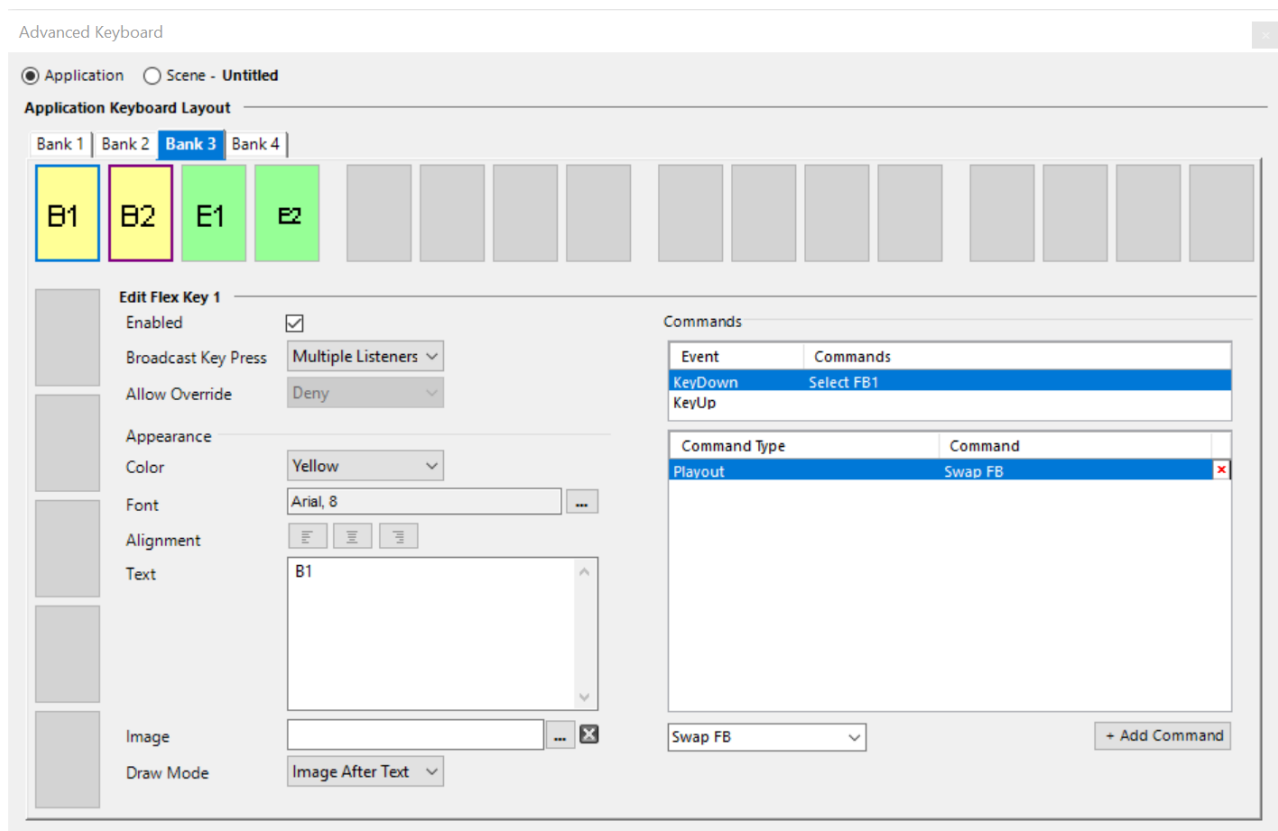 Advanced Keyboard
Application Scene - Untitled
Application Keyboard Layout
Bank 1 Bank 2 Bank 3 Bank 4
B1 B2 E1 E2
Edit Flex Key 1
Enabled
Broadcast Key Press Multiple Listeners
Allow Override Deny
Appearance
Color Yellow
Font Arial, 8 ...
Alignment
Text B1
Image ...
Draw Mode Image After Text
Commands
Event Commands
KeyDown Select FB1
KeyUp
Command Type Command
Playout Swap FB
Swap FB + Add Command